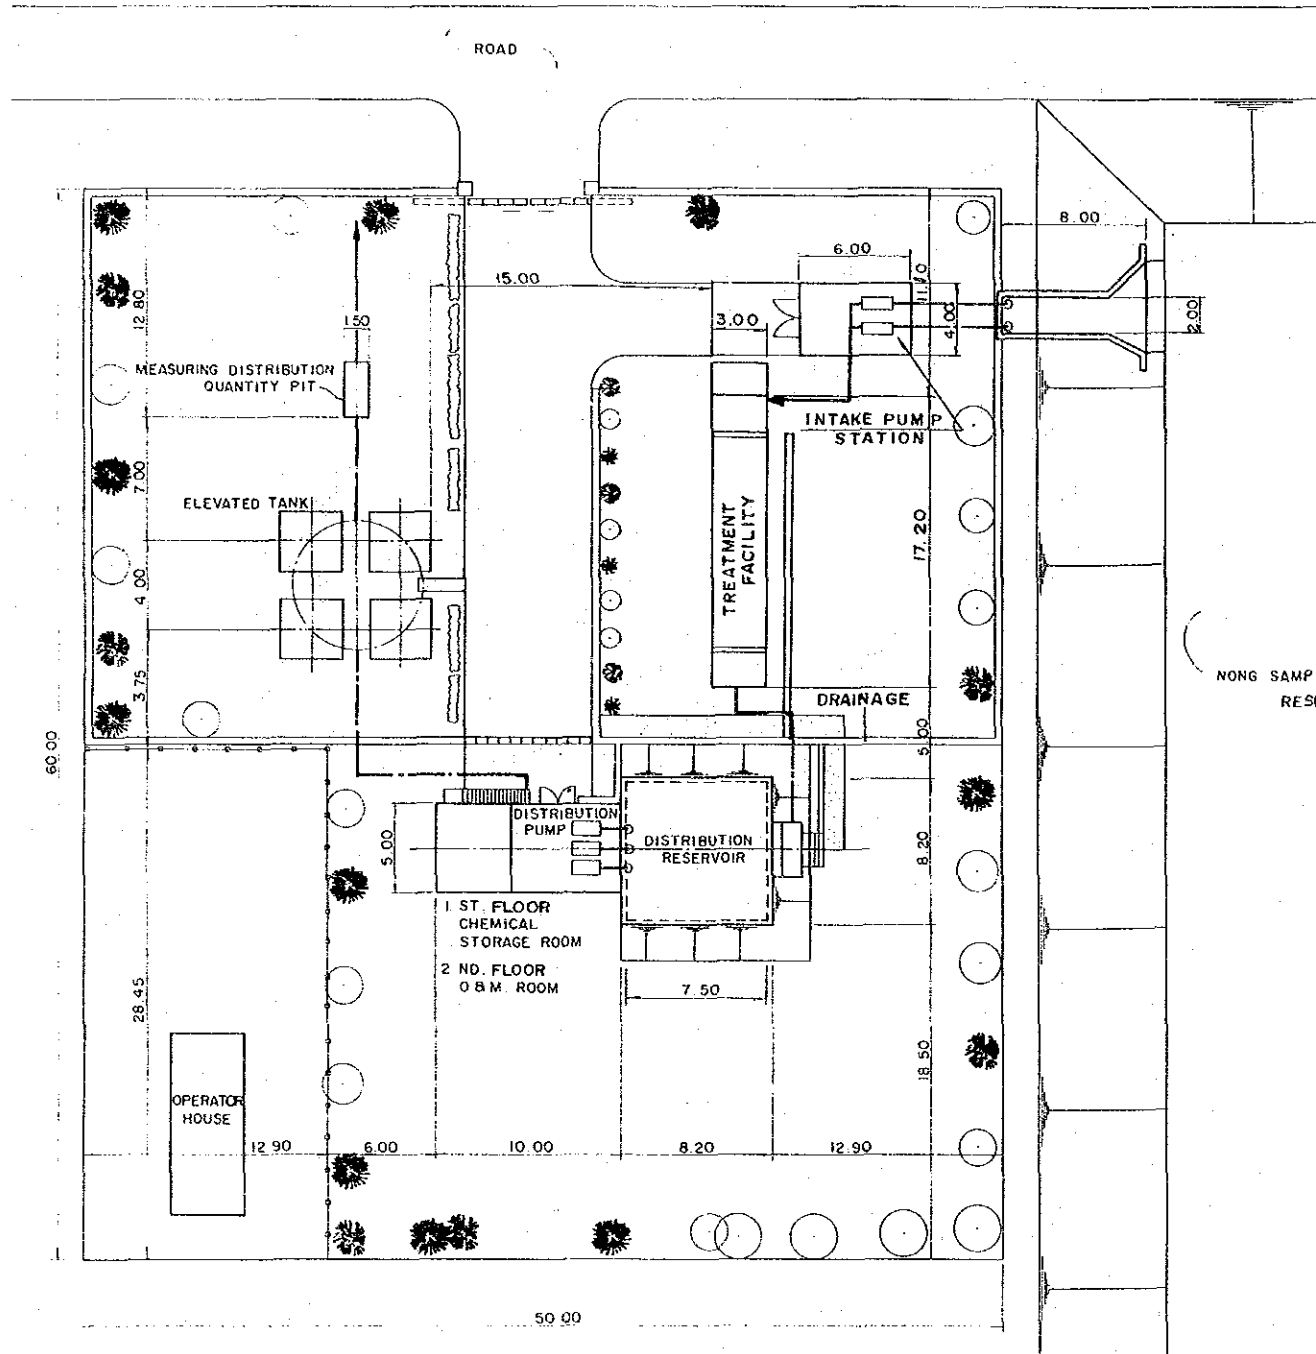 ROAD
8.00
6.00
15.00
11.10
12.80
4.00
2.00
3.00
1.50
MEASURING DISTRIBUTION
QUANTITY PIT
INTAKE PUMP
STATION
7.00
ELEVATED TANK
TREATMENT
FACILITY
17.20
4.00
3.75
NONG SAMP
DRAINAGE
60.00
5.00
DISTRIBUTION
PUMP
DISTRIBUTION
RESERVOIR
5.00
8.20
1 ST. FLOOR
CHEMICAL
STORAGE ROOM
2 ND. FLOOR
O & M. ROOM
7.50
28.45
18.50
OPERATOR
HOUSE
12.90
6.00
10.00
8.20
12.90
50.00